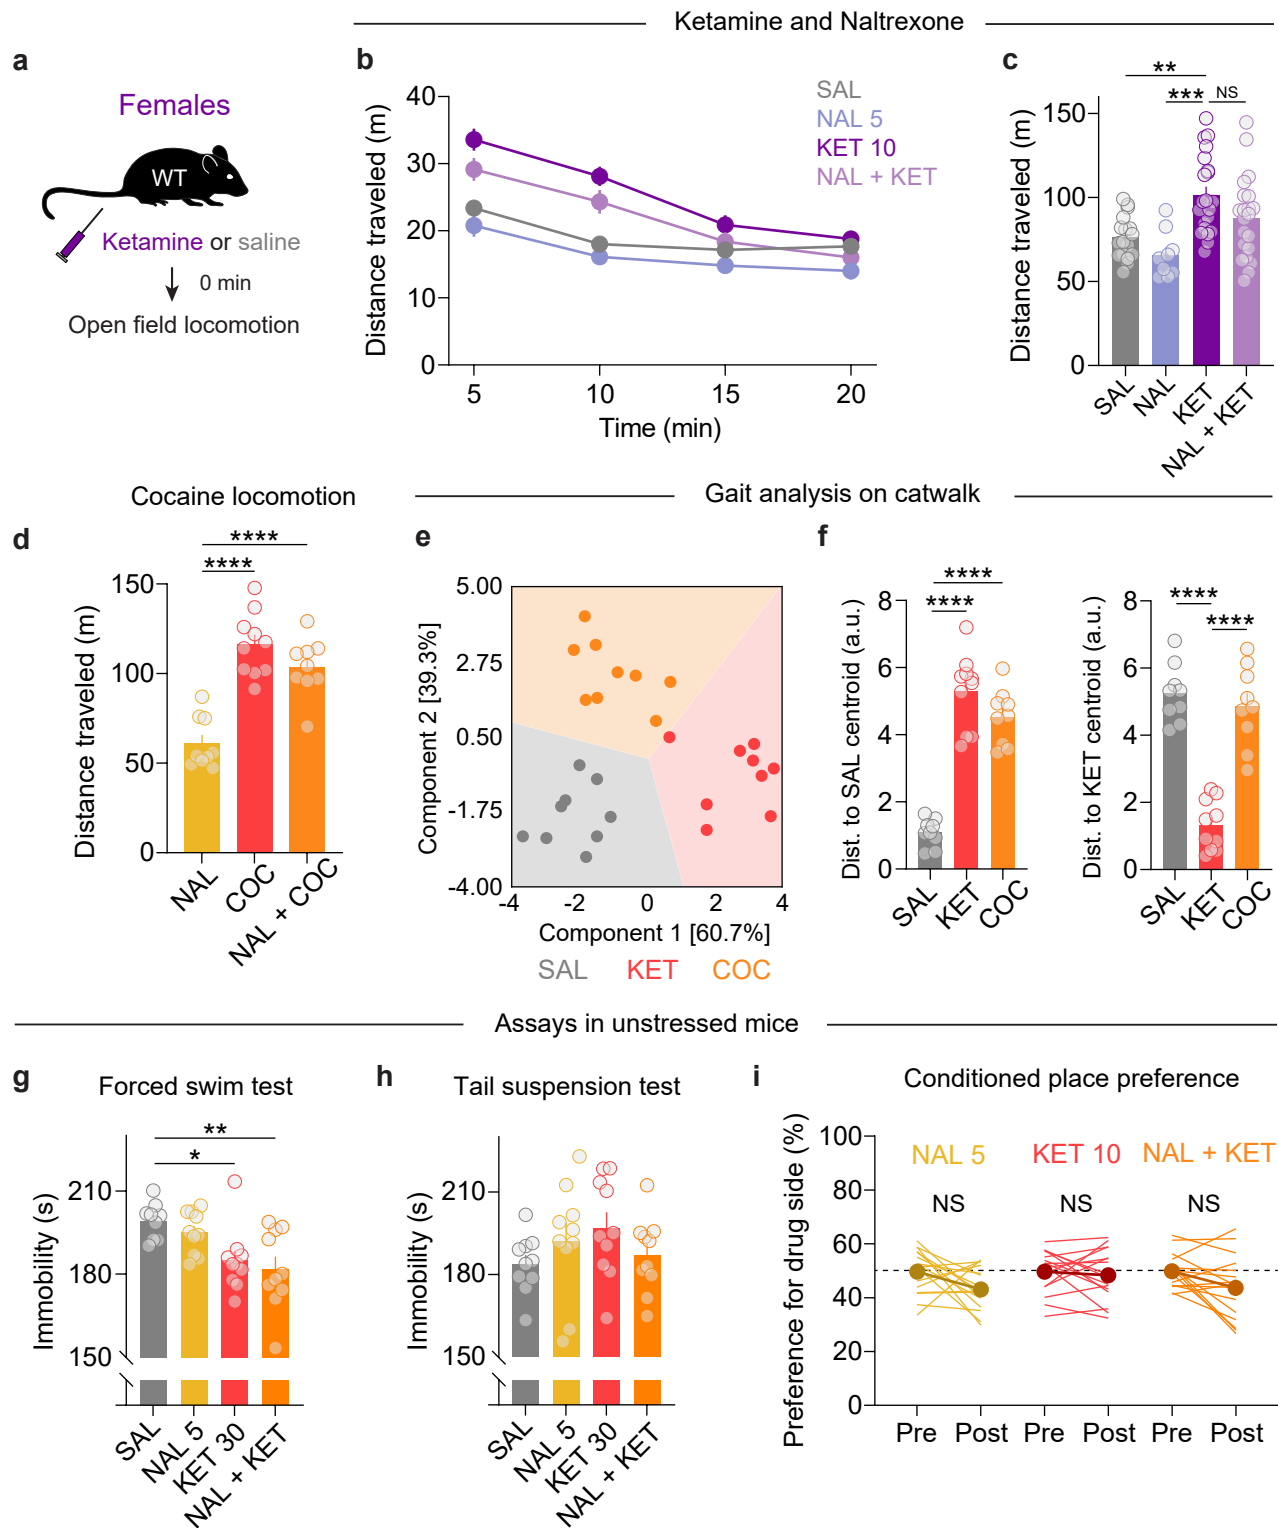 Ketamine and Naltrexone
a
Females
WT
Ketamine or saline
0 min
Open field locomotion
b
Distance traveled (m)
40
30
20
10
0
5 10 15 20
Time (min)
SAL
NAL 5
KET 10
NAL + KET
c
** 
*** NS
Distance traveled (m)
150
100
50
0
SAL NAL KET NAL + KET
Cocaine locomotion
d
****
****
Distance traveled (m)
150
100
50
0
NAL COC NAL + COC
Gait analysis on catwalk
e
Component 2 [39.3%]
5.00
2.75
0.50
-1.75
-4.00
-4 -2 0 2 4
Component 1 [60.7%]
SAL KET COC
f
****
****
Dist. to SAL centroid (a.u.)
8
6
4
2
0
SAL KET COC
****
****
Dist. to KET centroid (a.u.)
8
6
4
2
0
SAL KET COC
Assays in unstressed mice
g
Forced swim test
**
*
Immobility (s)
210
180
150
SAL NAL 5 KET 30 NAL + KET
h
Tail suspension test
Immobility (s)
210
180
150
SAL NAL 5 KET 30 NAL + KET
i
Conditioned place preference
Preference for drug side (%)
100
80
60
40
20
0
NAL 5 KET 10 NAL + KET
NS NS NS
Pre Post Pre Post Pre Post